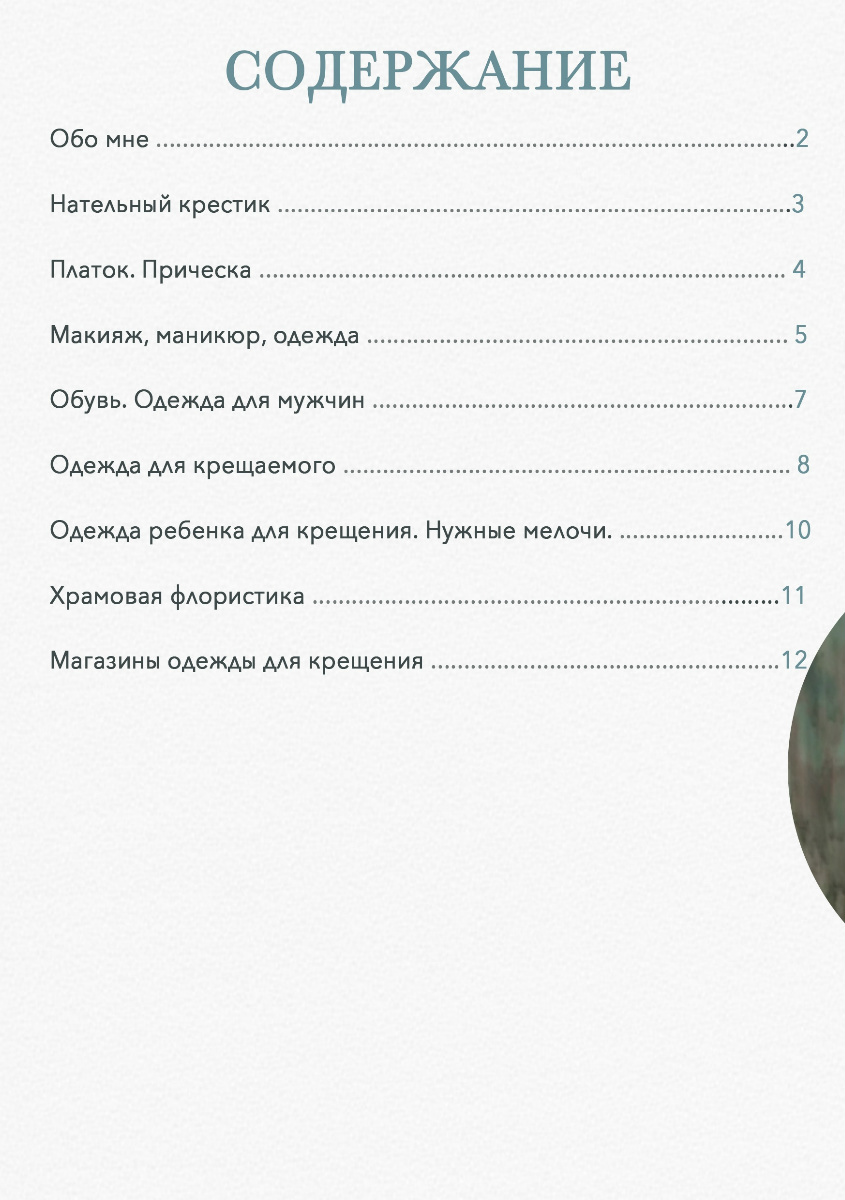 СОДЕРЖАНИЕ
Обо мне ....................................................................................................2
Нательный крестик ................................................................................3
Платок. Прическа .................................................................................. 4
Макияж, маникюр, одежда .................................................................. 5
Обувь. Одежда для мужчин ..................................................................7
Одежда для крещаемого ...................................................................... 8
Одежда ребенка для крещения. Нужные мелочи. .........................10
Храмовая флористика .........................................................................11
Магазины одежды для крещения ......................................................12